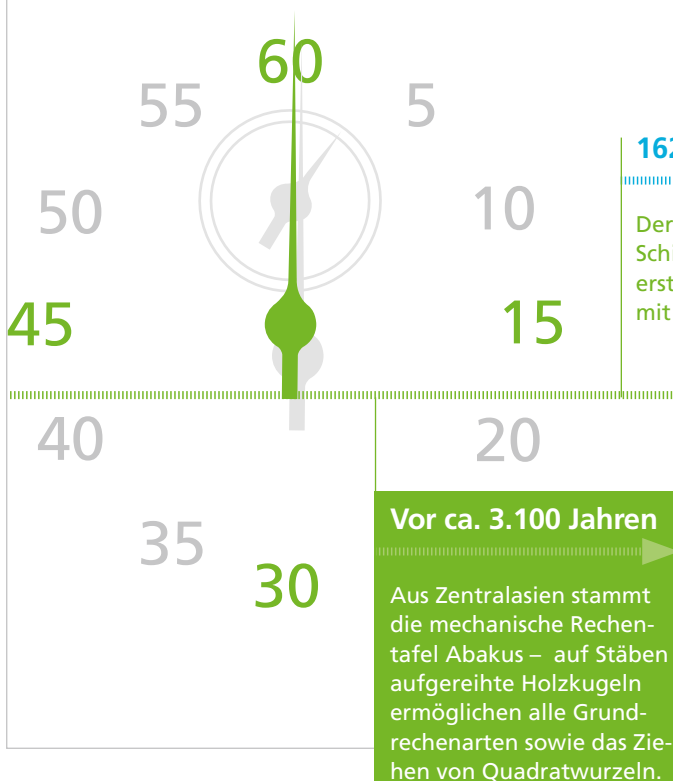 60
55
5
50
10
45
15
40
20
35
30
Der
mit
Vor ca. 3.100 Jahren
Aus Zentralasien stammt
die mechanische Rechen-
tafel Abakus – auf Stäben
aufgereihte Holzkugeln
ermöglichen alle Grund-
rechenarten sowie das Zie-
hen von Quadratwurzeln.